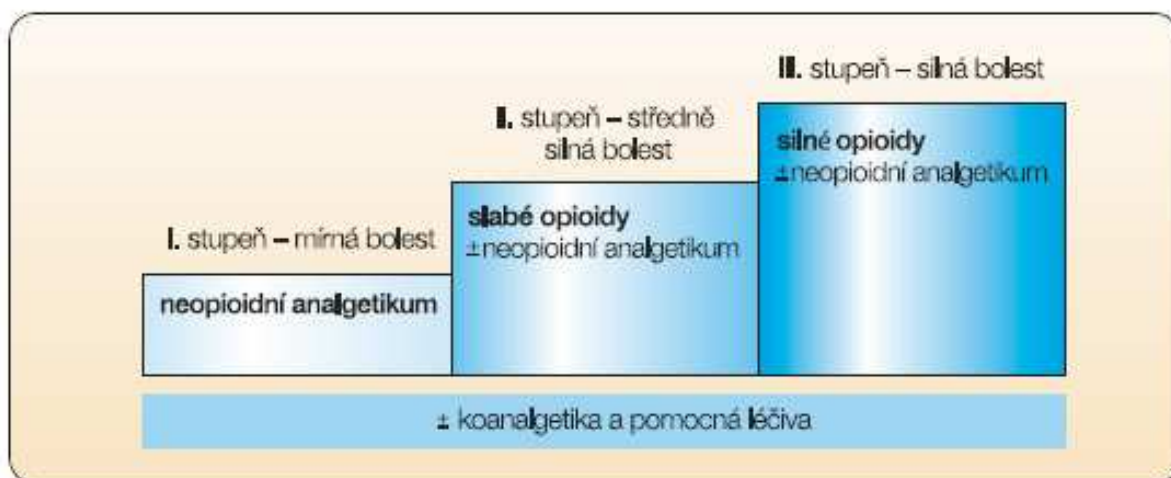 I. stupeň – mírná bolest
neopioidní analgetikum
II. stupeň – středně
silná bolest
slabé opioidy
±neopioidní analgetikum
III. stupeň – silná bolest
silné opioidy
±neopioidní analgetikum
± koanalgetika a pomocná léčiva